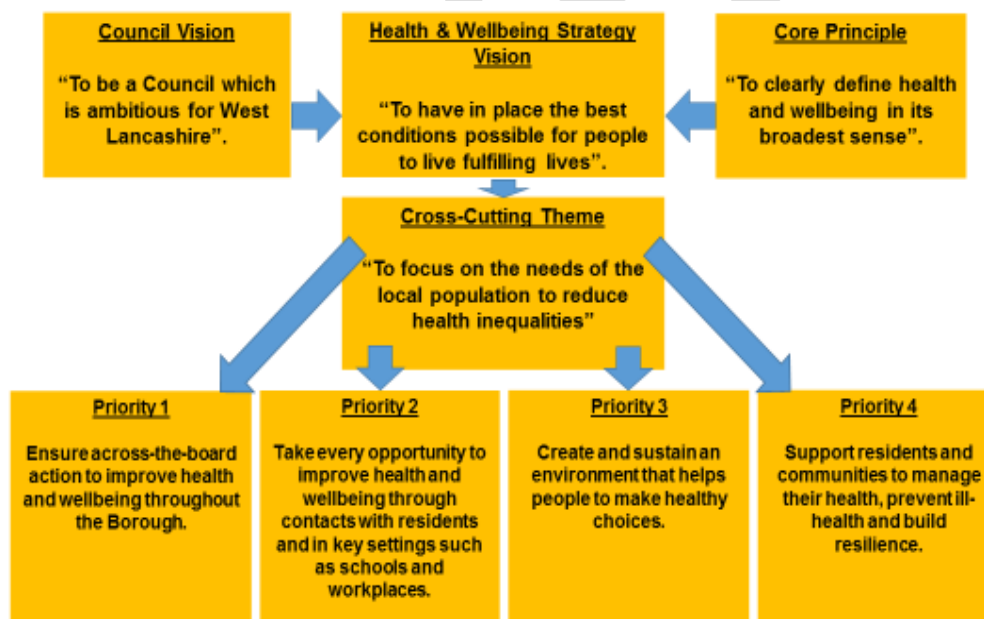 Council Vision
“To be a Council which
is ambitious for West
Lancashire”.
Health & Wellbeing Strategy
Vision
“To have in place the best
conditions possible for people
to live fulfilling lives”.
Core Principle
“To clearly define health
and wellbeing in its
broadest sense”.
Cross-Cutting Theme
“To focus on the needs of the
local population to reduce
health inequalities”
Priority 1
Ensure across-the-board
action to improve health
and wellbeing throughout
the Borough.
Priority 2
Take every opportunity to
improve health and
wellbeing through
contacts with residents
and in key settings such
as schools and
workplaces.
Priority 3
Create and sustain an
environment that helps
people to make healthy
choices.
Priority 4
Support residents and
communities to manage
their health, prevent ill-
health and build
resilience.